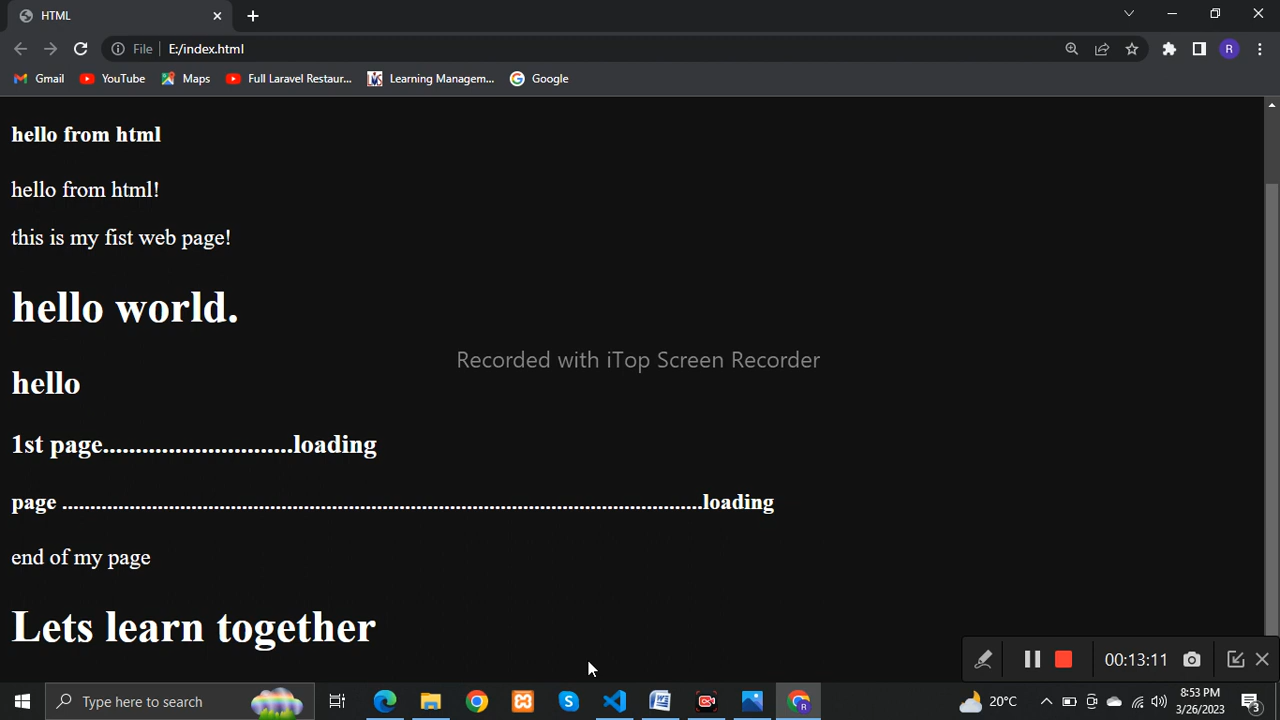 HTML
File E:/index.html R
Gmail YouTube Maps Full Laravel Restaur... Learning Managem... Google
hello from html
hello from html!
this is my fist web page!
hello world.
Recorded with iTop Screen Recorder
hello
1st page.............................loading
page ...................................................................................................................loading
end of my page
Lets learn together
00:13:11
Type here to search
20°C
8:53 PM
3/26/2023
3